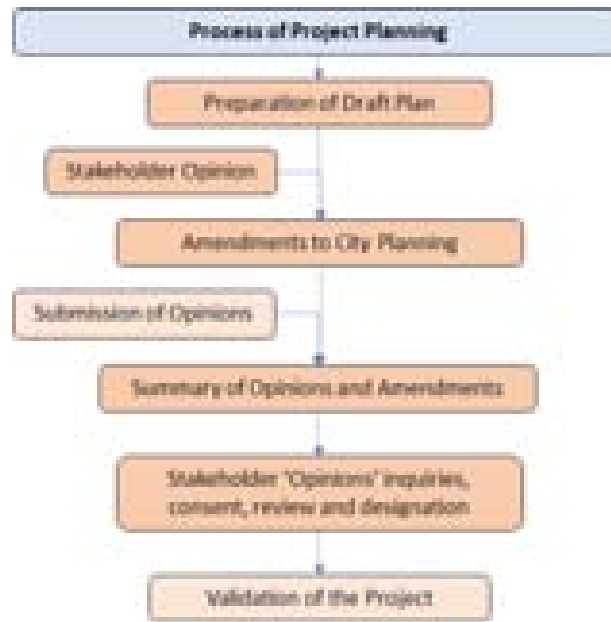 Process of Project Planning
Preparation of Draft Plan
Stakeholder Opinion
Amendments to City Planning
Submission of Opinions
Summary of Opinions and Amendments
Stakeholder 'Opinions' inquiries,
consent, review and designation
Validation of the Project